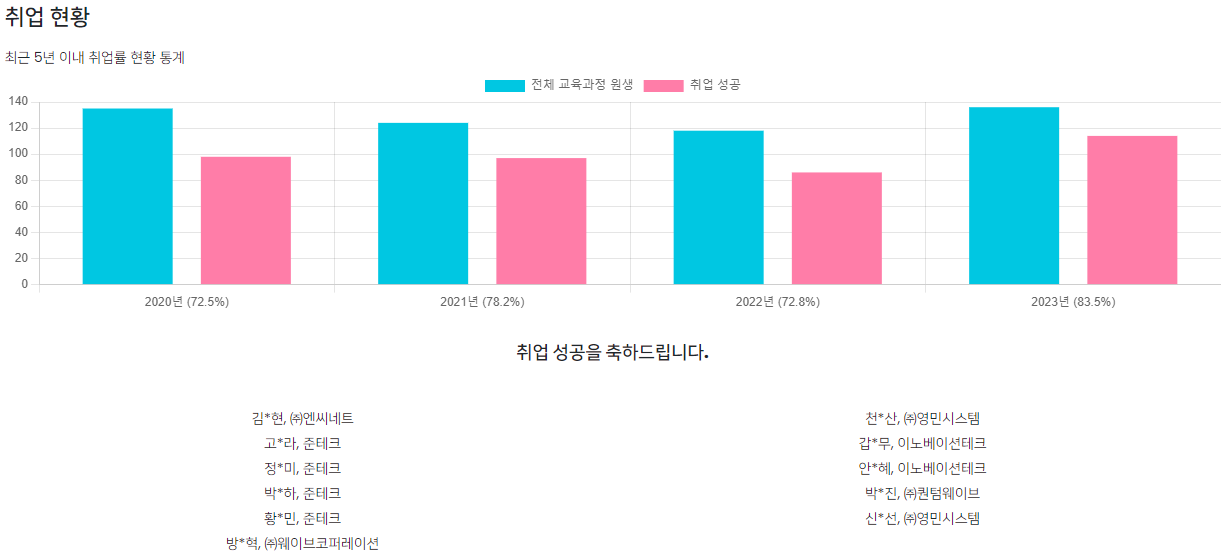 취업 현황
최근 5년 이내 취업률 현황 통계
전체 교육과정 원생 취업 성공
140
120
100
80
60
40
20
0
2020년 (72.5%) 2021년 (78.2%) 2022년 (72.8%) 2023년 (83.5%)
취업 성공을 축하드립니다.
김*현, ㈜엔씨네트
고*라, 준테크
정*미, 준테크
박*하, 준테크
황*민, 준테크
방*혁, ㈜웨이브코퍼레이션
천*산, ㈜영민시스템
갑*무, 이노베이션테크
안*혜, 이노베이션테크
박*진, ㈜퀀텀웨이브
신*선, ㈜영민시스템